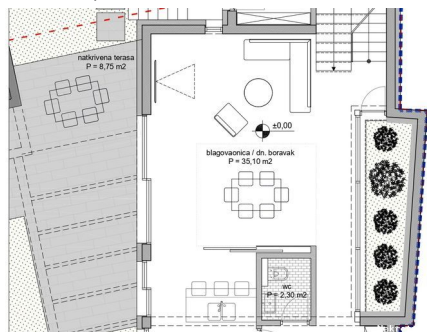 natkrivena terasa
P = 8,75 m2
±0,00
blagovaonica / dn. boravak
P = 35,10 m2
wc
P = 2,30 m2